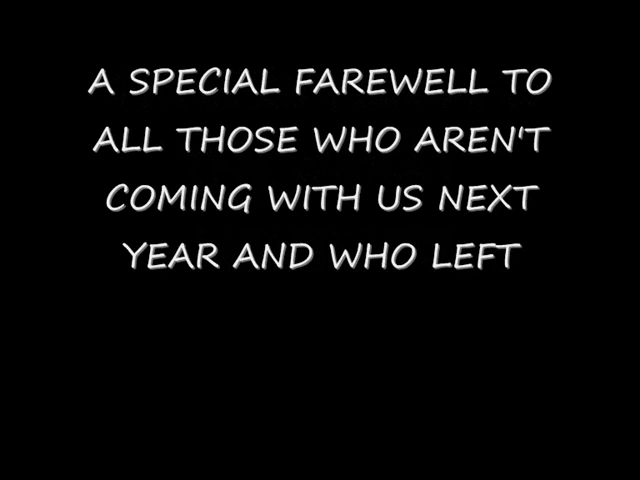 A SPECIAL FAREWELL TO
ALL THOSE WHO AREN'T
COMING WITH US NEXT
YEAR AND WHO LEFT